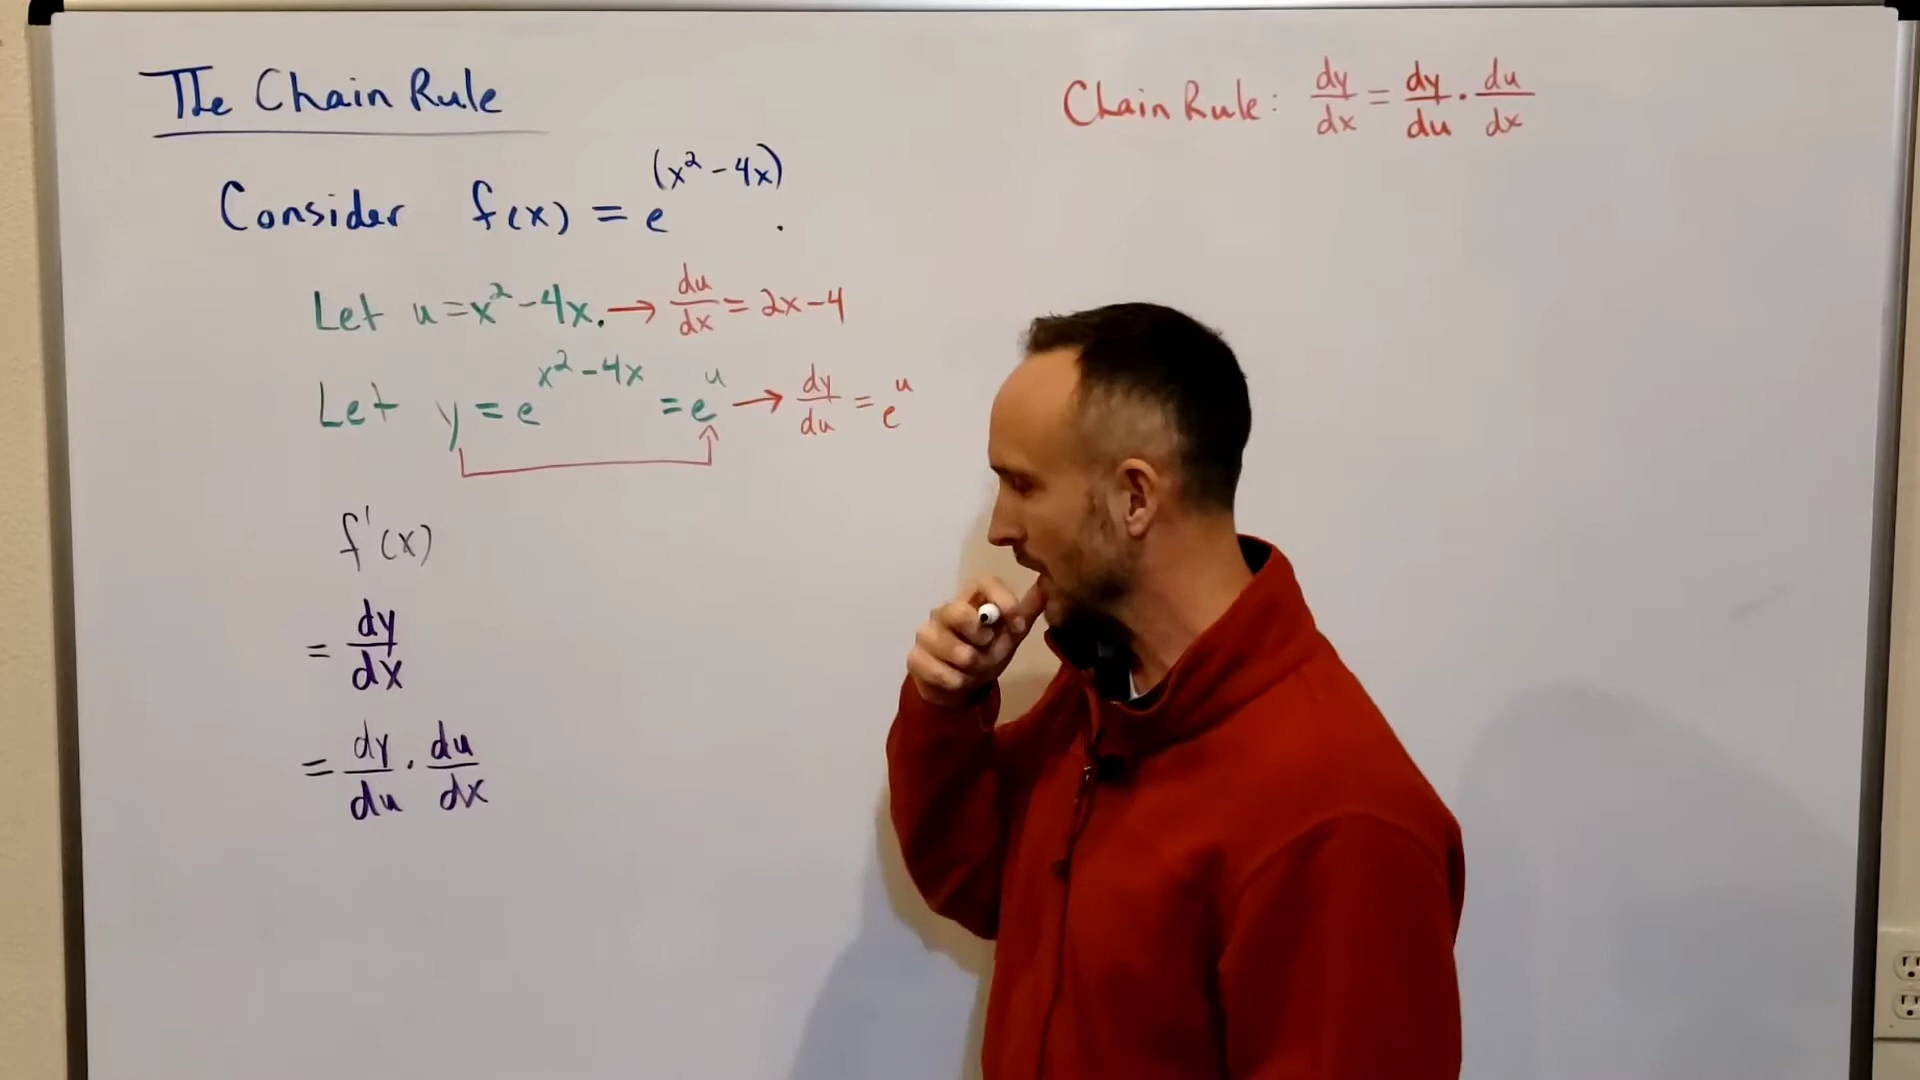 The Chain Rule
Chain Rule: dy/dx = dy/du · du/dx
Consider f(x) = e^(x² - 4x).
Let u = x² - 4x. → du/dx = 2x - 4
Let y = e^x² - 4x = e^u → dy/du = e^u
f'(x)
= dy/dx
= dy/du · du/dx